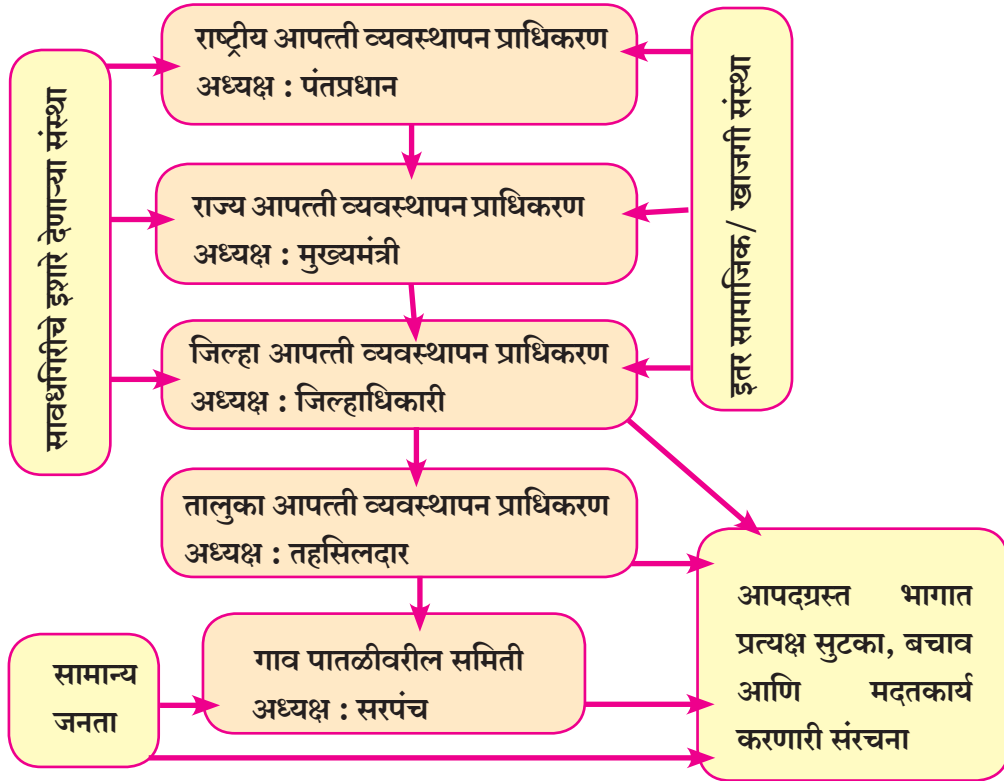 राष्ट्रीय आपत्ती व्यवस्थापन प्राधिकरण
अध्यक्ष : पंतप्रधान
सावधगिरीचे इशारे देणाऱ्या संस्था
इतर सामाजिक/ खाजगी संस्था
राज्य आपत्ती व्यवस्थापन प्राधिकरण
अध्यक्ष : मुख्यमंत्री
जिल्हा आपत्ती व्यवस्थापन प्राधिकरण
अध्यक्ष : जिल्हाधिकारी
तालुका आपत्ती व्यवस्थापन प्राधिकरण
अध्यक्ष : तहसिलदार
गाव पातळीवरील समिती
अध्यक्ष : सरपंच
सामान्य
जनता
आपदग्रस्त भागात
प्रत्यक्ष सुटका, बचाव
आणि मदतकार्य
करणारी संरचना